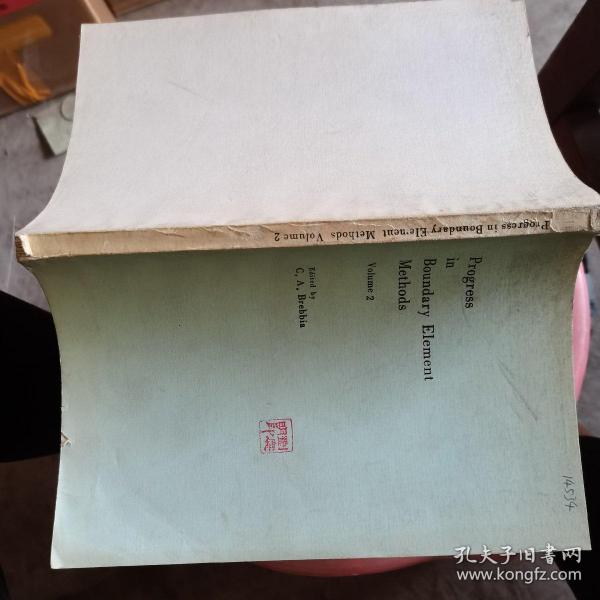 Progress in Boundary Element Methods Volume 2
Progress
in
Boundary Element
Methods
Volume 2
Edited by
C. A. Brebbia
14534
孔夫子旧书网
www.kongfz.com